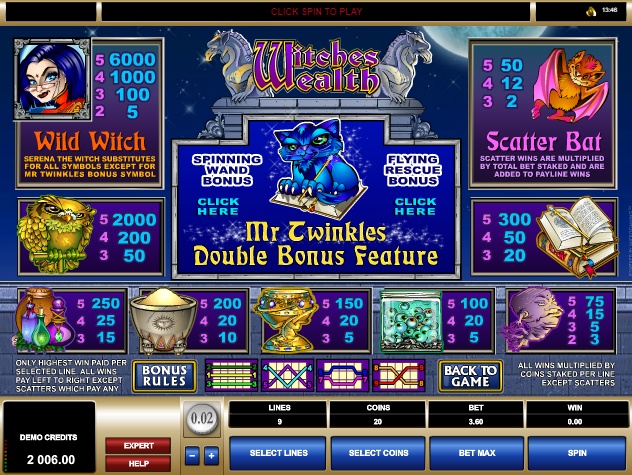 CLICK SPIN TO PLAY
13:46
Witches
Wealth
5 6000
4 1000
3 100
2 5
Wild Witch
SERENA THE WITCH SUBSTITUTES
FOR ALL SYMBOLS EXCEPT FOR
MR TWINKLES BONUS SYMBOL
5 50
4 12
3 2
Scatter Bat
SCATTER WINS ARE MULTIPLIED
BY TOTAL BET STAKED AND ARE
ADDED TO PAYLINE WINS
SPINNING
WAND
BONUS
CLICK
HERE
FLYING
RESCUE
BONUS
CLICK
HERE
Mr Twinkles
Double Bonus Feature
5 2000
4 200
3 50
5 300
4 50
3 20
5 250
4 25
3 15
5 200
4 20
3 10
5 150
4 20
3 5
5 100
4 20
3 5
5 75
4 15
3 5
2 3
ONLY HIGHEST WIN PAID PER
SELECTED LINE. ALL WINS
PAY LEFT TO RIGHT EXCEPT
SCATTERS WHICH PAY ANY
BONUS
RULES
BACK TO
GAME
ALL WINS MULTIPLIED BY
COINS STAKED PER LINE
EXCEPT SCATTERS
DEMO CREDITS
2 006.00
EXPERT
HELP
0.02
LINES
9
COINS
20
BET
3.60
WIN
0.00
SELECT LINES
SELECT COINS
BET MAX
SPIN